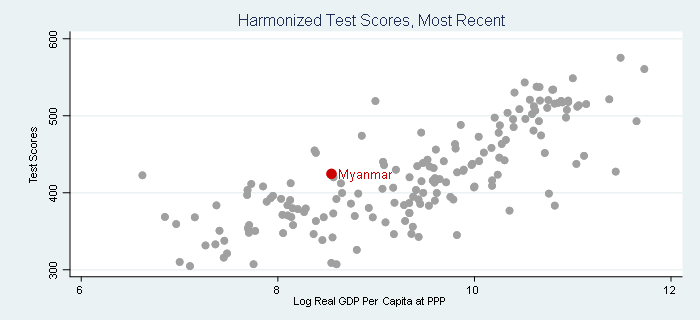 Harmonized Test Scores, Most Recent
600
500
400
300
Test Scores
Myanmar
6
8
10
12
Log Real GDP Per Capita at PPP